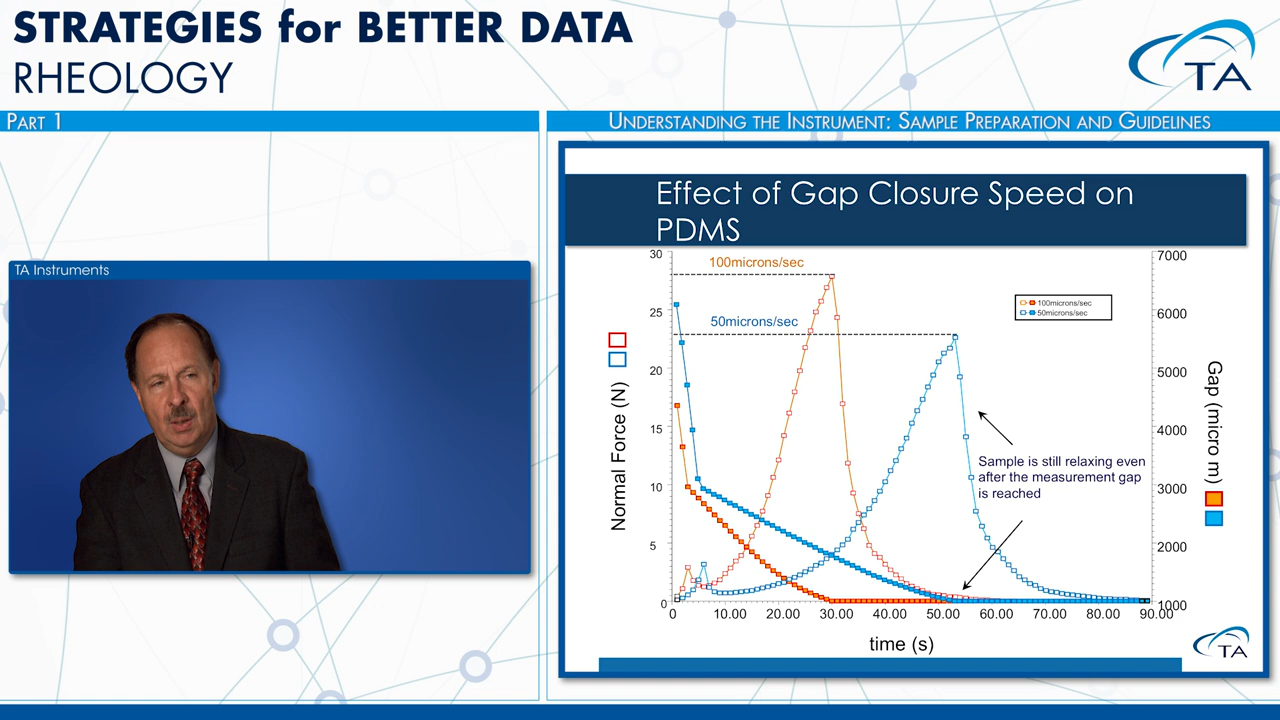 STRATEGIES for BETTER DATA
RHEOLOGY
TA
PART 1
UNDERSTANDING THE INSTRUMENT: SAMPLE PREPARATION AND GUIDELINES
TA Instruments
Effect of Gap Closure Speed on
PDMS
30
25
20
15
10
5
0
Normal Force (N)
100microns/sec
50microns/sec
100microns/sec
50microns/sec
Sample is still relaxing even
after the measurement gap
is reached
7000
6000
5000
4000
3000
2000
1000
Gap (micro m)
0 10.00 20.00 30.00 40.00 50.00 60.00 70.00 80.00 90.00
time (s)
TA